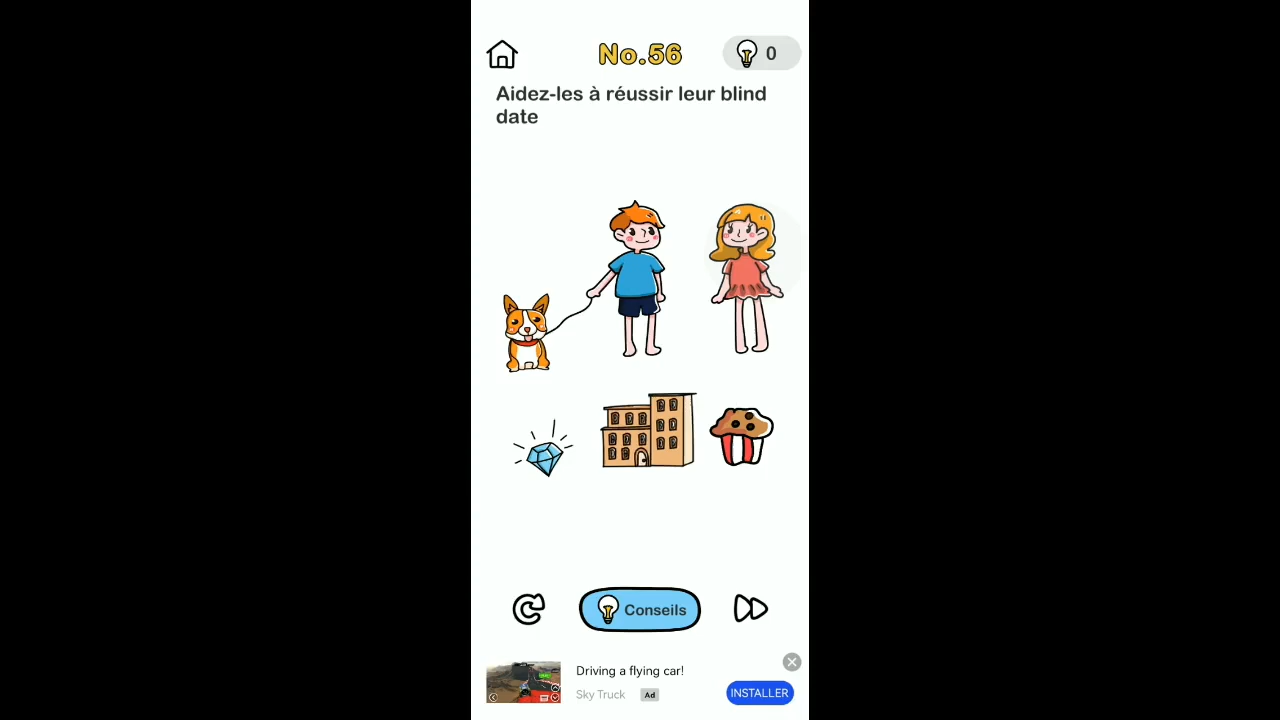 No.56
0
Aidez-les à réussir leur blind
date
Conseils
Driving a flying car!
Sky Truck Ad
INSTALLER